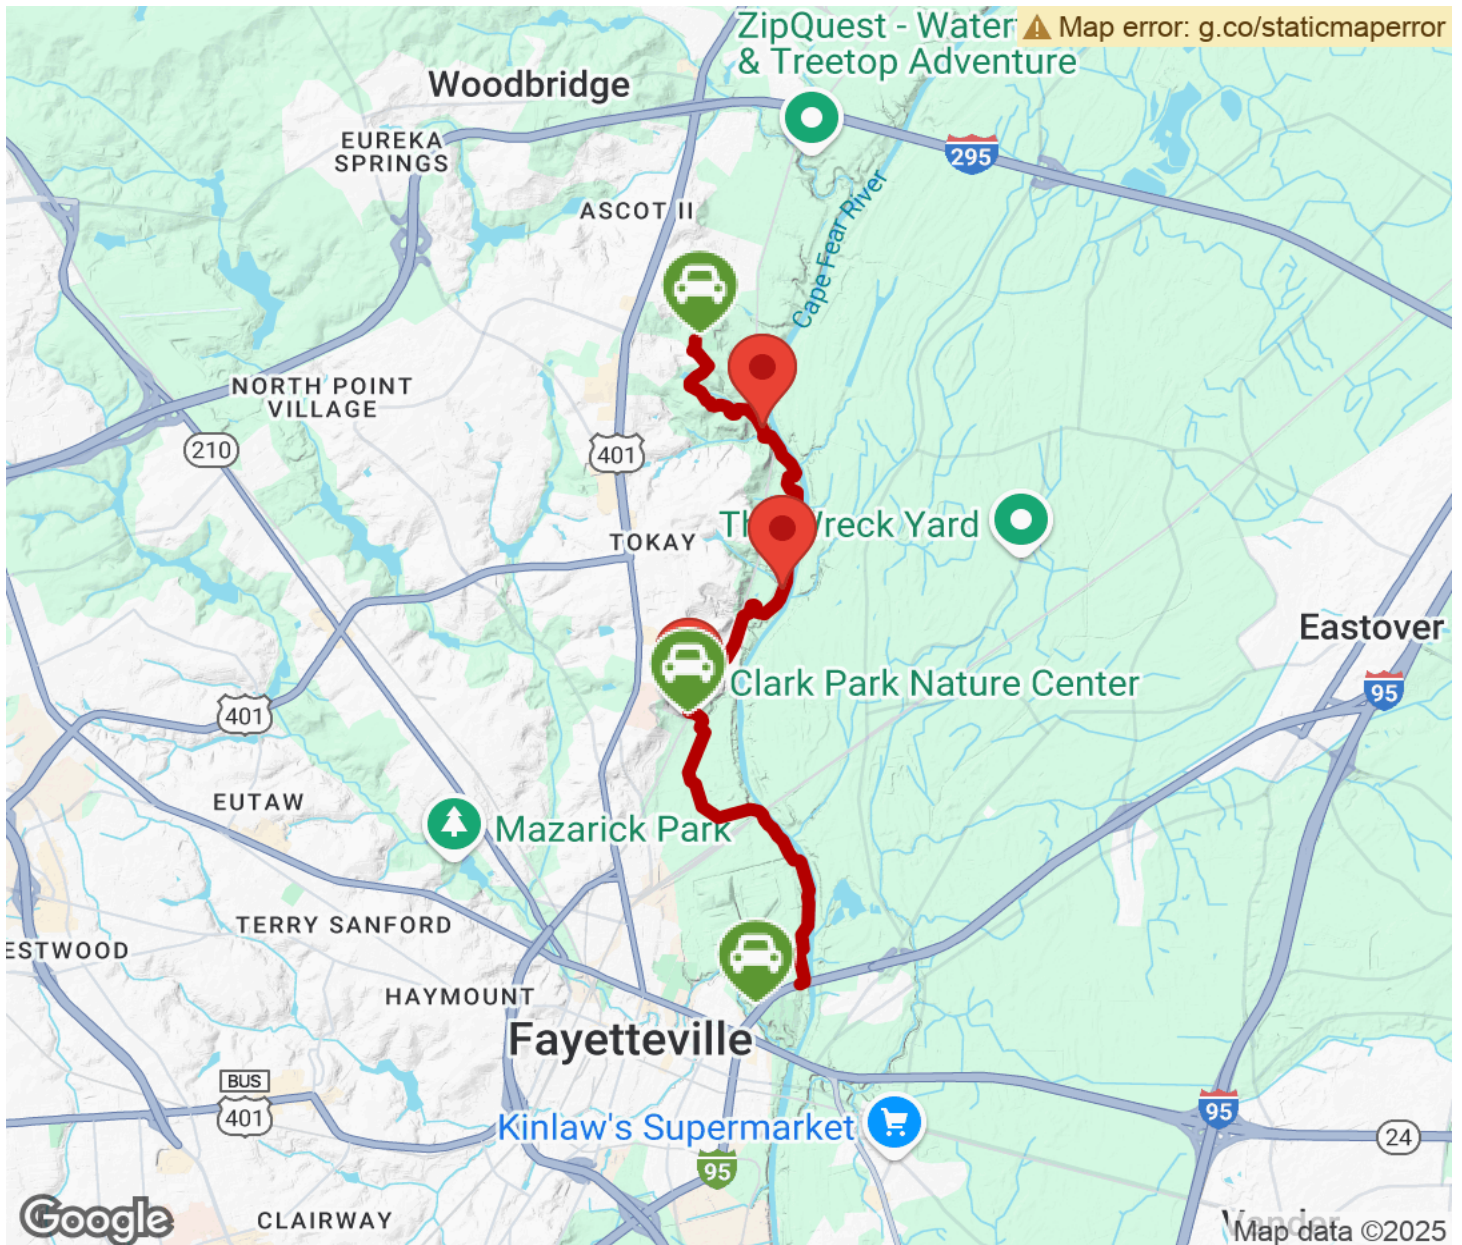 ZipQuest - Water
& Treetop Adventure
Map error: g.co/staticmaperror
Woodbridge
EUREKA
SPRINGS
295
ASCOT II
Cape Fear River
NORTH POINT
VILLAGE
210
401
TOKAY
Wreck Yard
Eastover
Clark Park Nature Center
95
401
EUTAW
Mazarick Park
TERRY SANFORD
ESTWOOD
HAYMOUNT
Fayetteville
BUS
401
Kinlaw's Supermarket
95
24
95
CLAIRWAY
Google
Map data ©2025